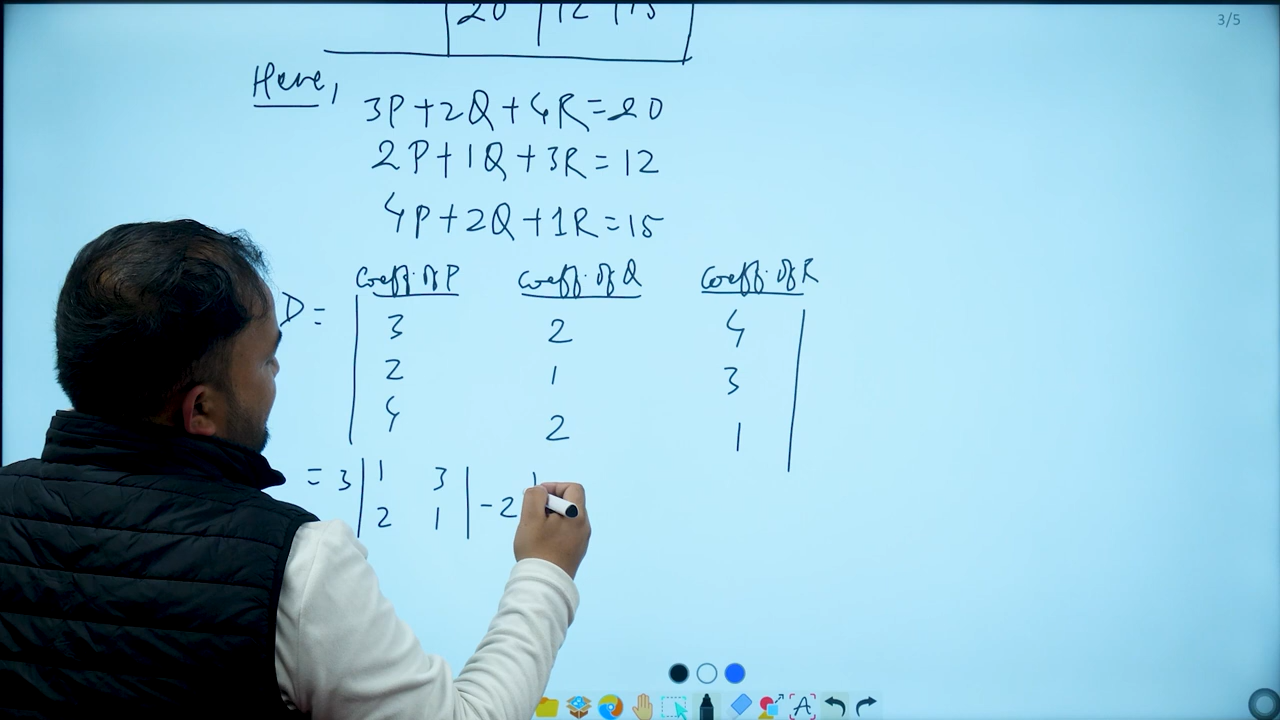 3/5
20 | 12 | 15
Here,
3P+2Q+4R=20
2P+1Q+3R=12
4P+2Q+1R=15
Coeff. of P Coeff. of Q Coeff. of R
D = | 3 2 4 |
2 1 3
4 2 1
= 3 | 1 3 | -2 |
2 1